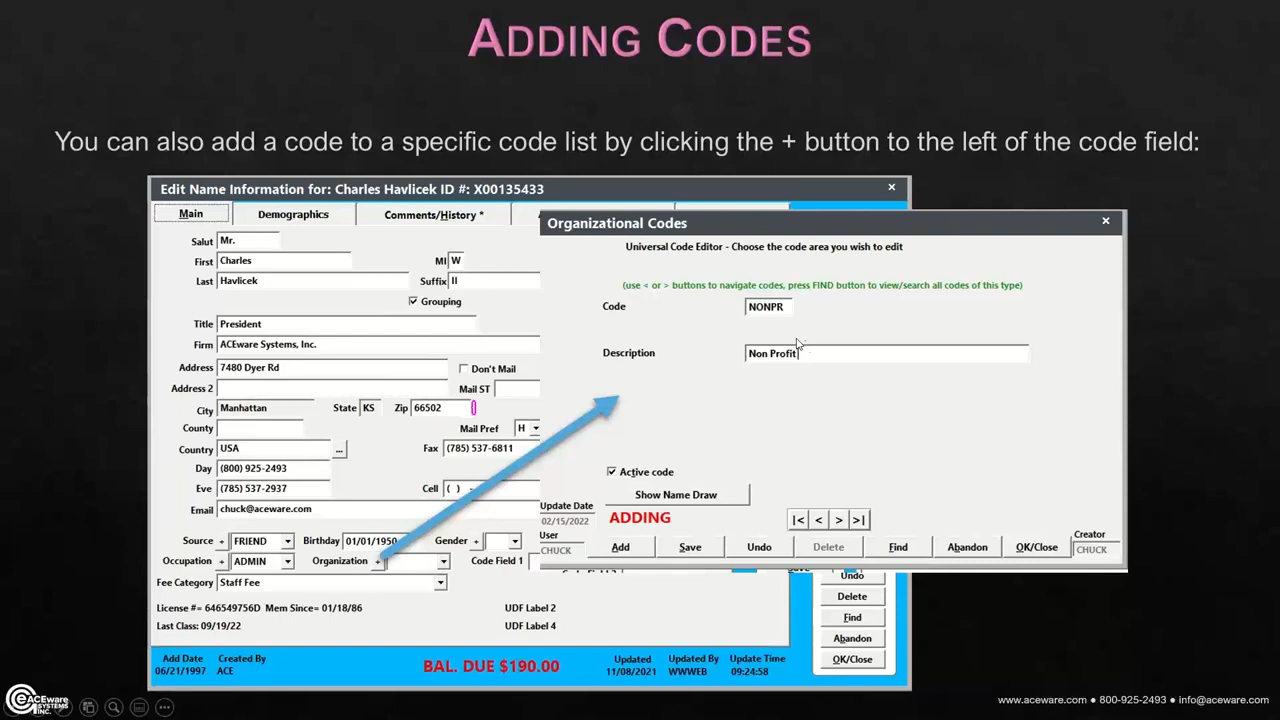 ADDING CODES
You can also add a code to a specific code list by clicking the + button to the left of the code field:
Edit Name Information for: Charles Havlicek ID #: X00135433
Main
Demographics
Comments/History *
Salut Mr.
First Charles MI W
Last Havlicek Suffix II
Grouping
Title President
Firm ACEware Systems, Inc.
Address 7480 Dyer Rd Don't Mail
Address 2 Mail ST
City Manhattan State KS Zip 66502
County Mail Pref H
Country USA ... Fax (785) 537-6811
Day (800) 925-2493
Eve (785) 537-2937 Cell ( ) -
Email chuck@aceware.com
Source + FRIEND Birthday 01/01/1950 Gender +
Occupation + ADMIN Organization + Code Field 1
Fee Category Staff Fee
License #= 646549756D Mem Since= 01/18/86 UDF Label 2
Last Class: 09/19/22 UDF Label 4
Add Date Created By Updated Updated By Update Time
06/21/1997 ACE BAL. DUE $190.00 11/08/2021 WWWEB 09:24:58
Organizational Codes
Universal Code Editor - Choose the code area you wish to edit
(use < or > buttons to navigate codes, press FIND button to view/search all codes of this type)
Code NONPR
Description Non Profit
Active code
Show Name Draw
Update Date
02/15/2022
ADDING
|< < > >|
User
CHUCK
Add Save Undo Delete Find Abandon OK/Close
Creator
CHUCK
Undo
Delete
Find
Abandon
OK/Close
ACEWARE
SYSTEMS
INC.
www.aceware.com ● 800-925-2493 ● info@aceware.com